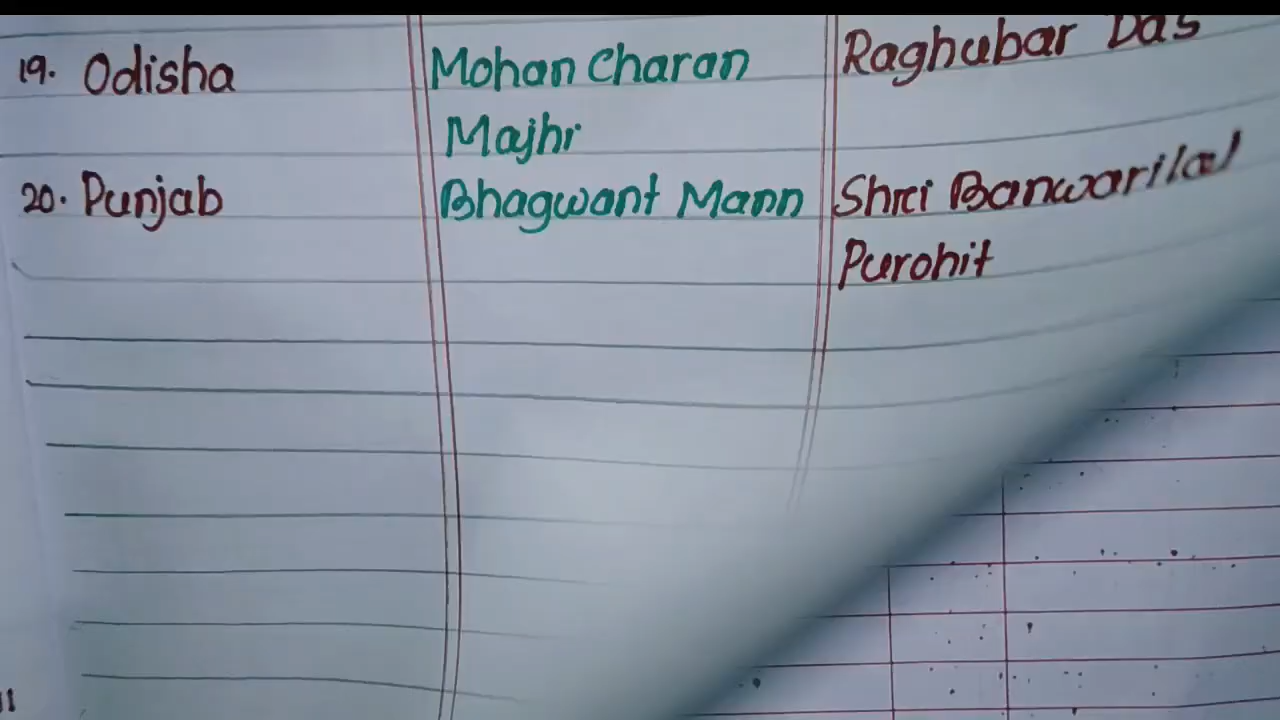 19. Odisha Mohan Charan Raghubar Das
Majhi
20. Punjab Bhagwant Mann Shri Banwarilal
Purohit